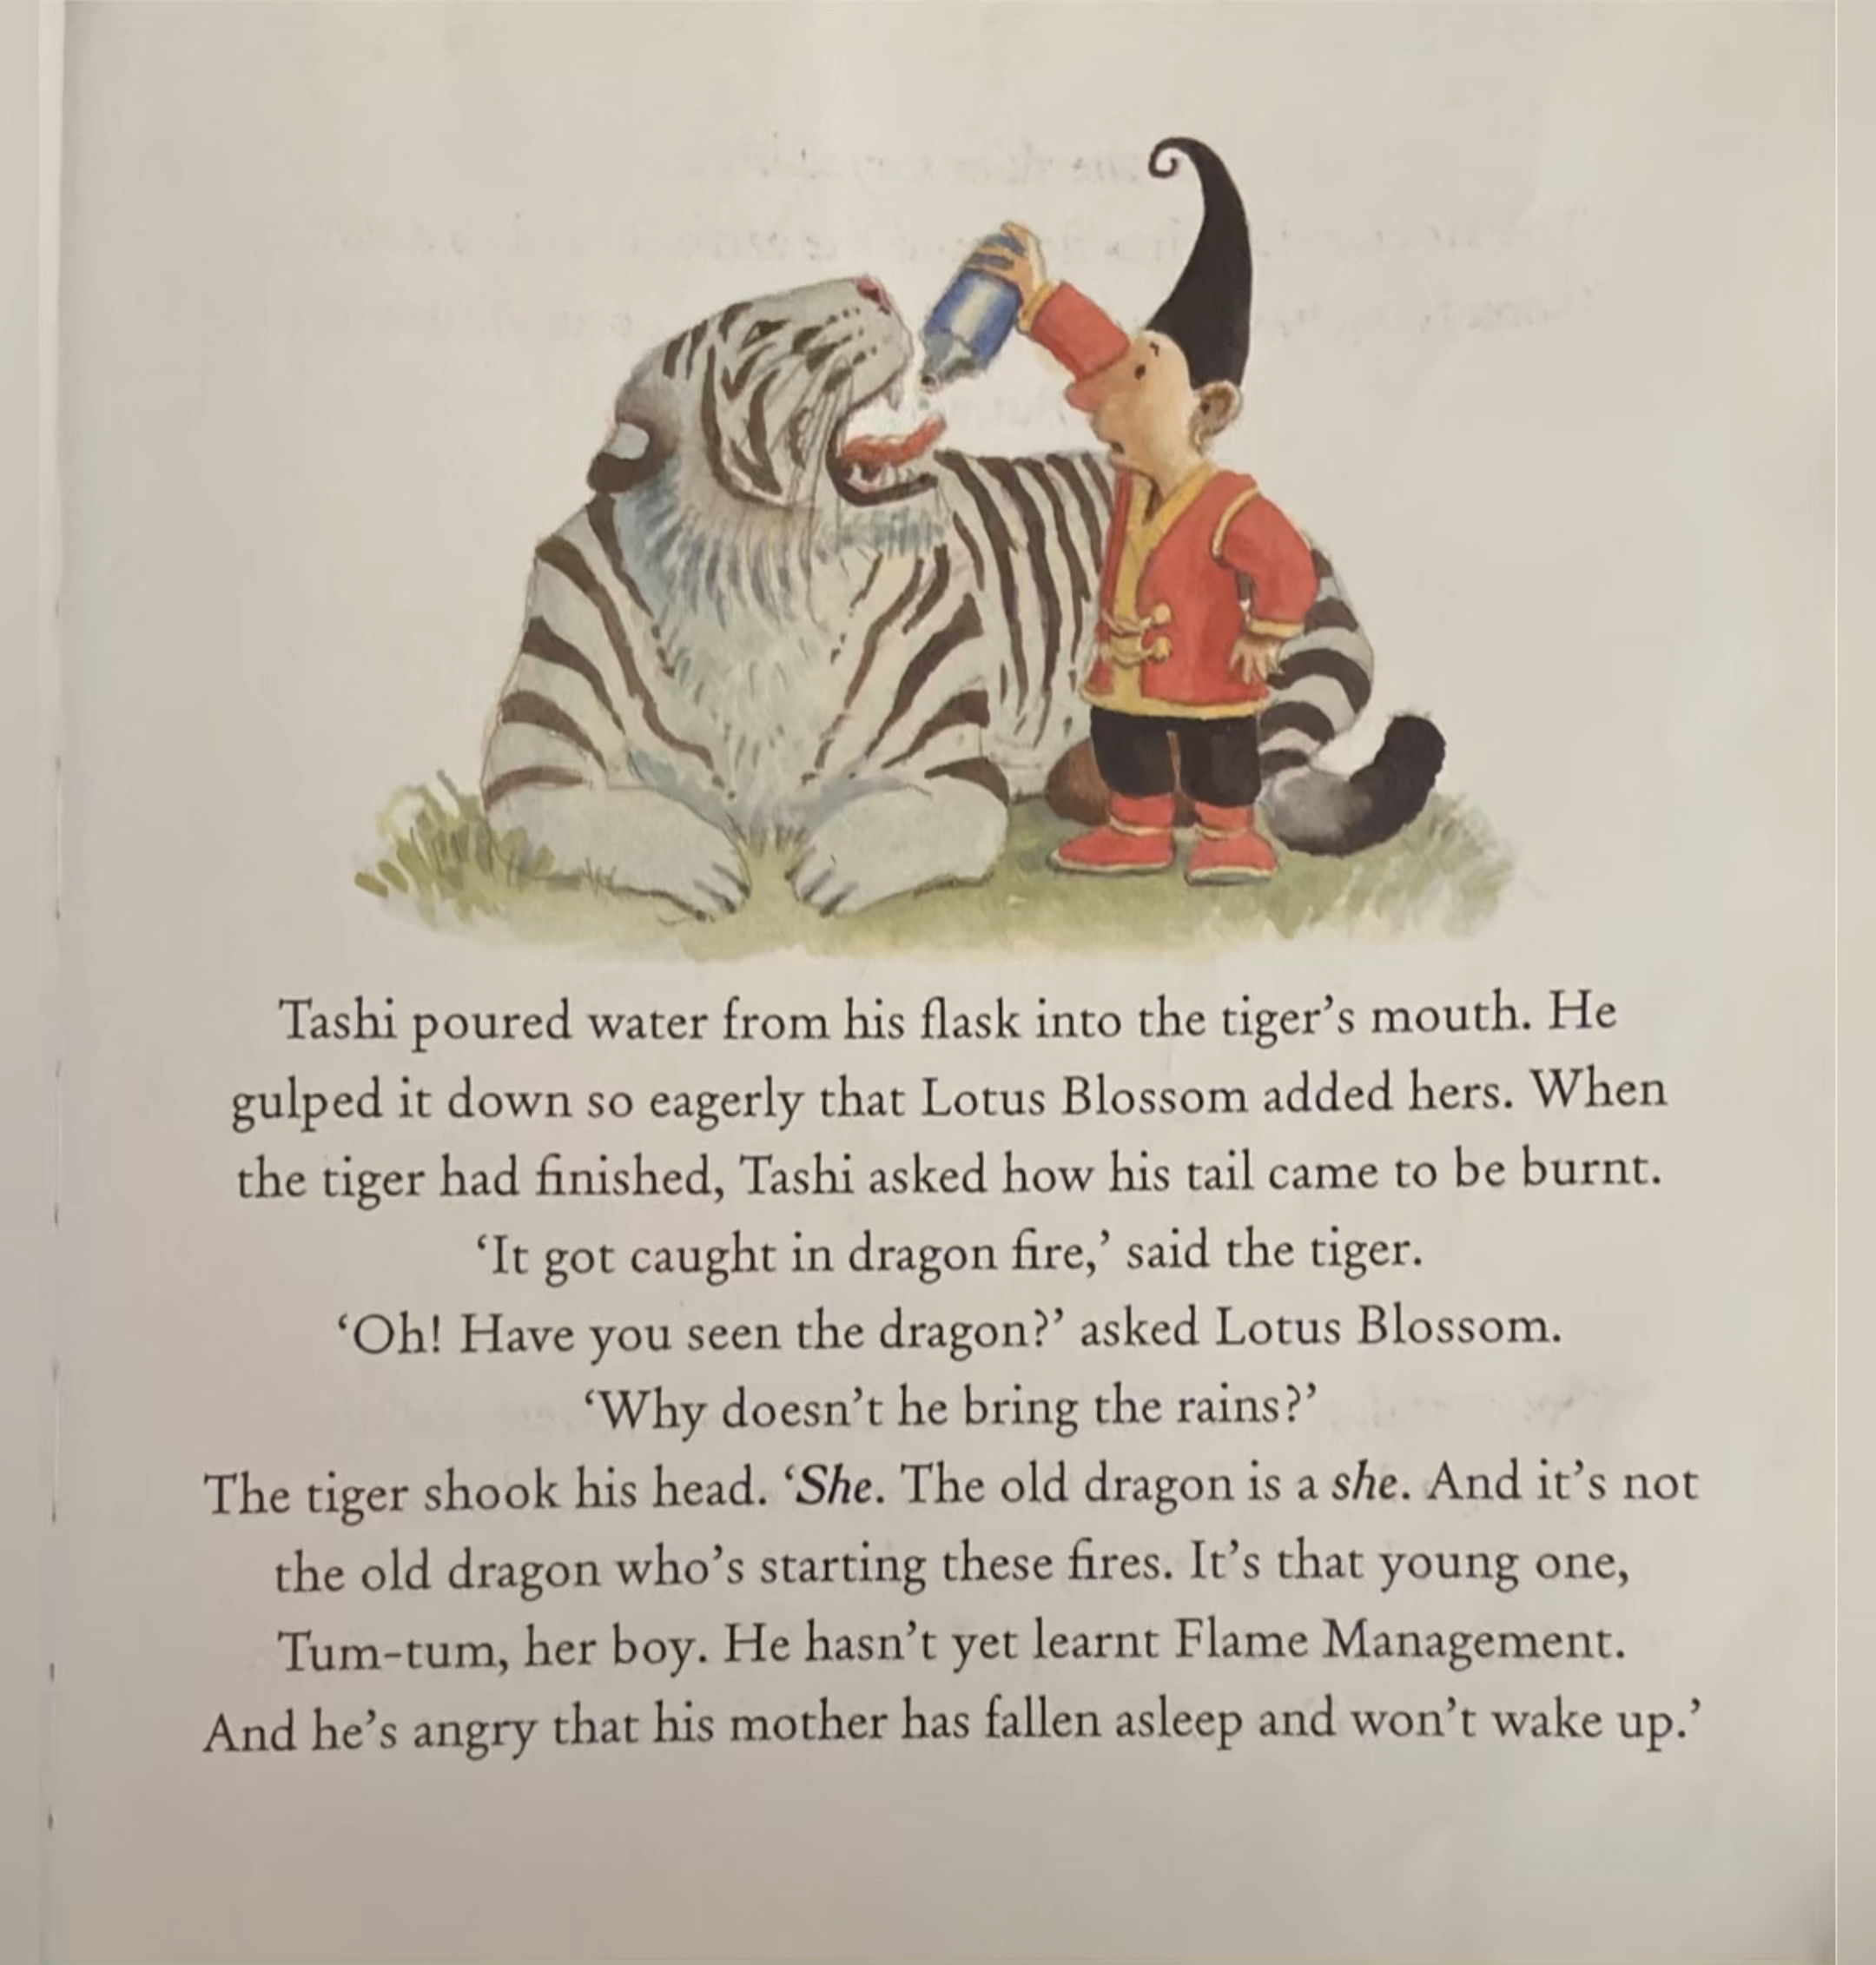 Tashi poured water from his flask into the tiger's mouth. He
gulped it down so eagerly that Lotus Blossom added hers. When
the tiger had finished, Tashi asked how his tail came to be burnt.
‘It got caught in dragon fire,’ said the tiger.
‘Oh! Have you seen the dragon?’ asked Lotus Blossom.
‘Why doesn’t he bring the rains?’
The tiger shook his head. ‘She. The old dragon is a she. And it’s not
the old dragon who’s starting these fires. It’s that young one,
Tum-tum, her boy. He hasn’t yet learnt Flame Management.
And he’s angry that his mother has fallen asleep and won’t wake up.’